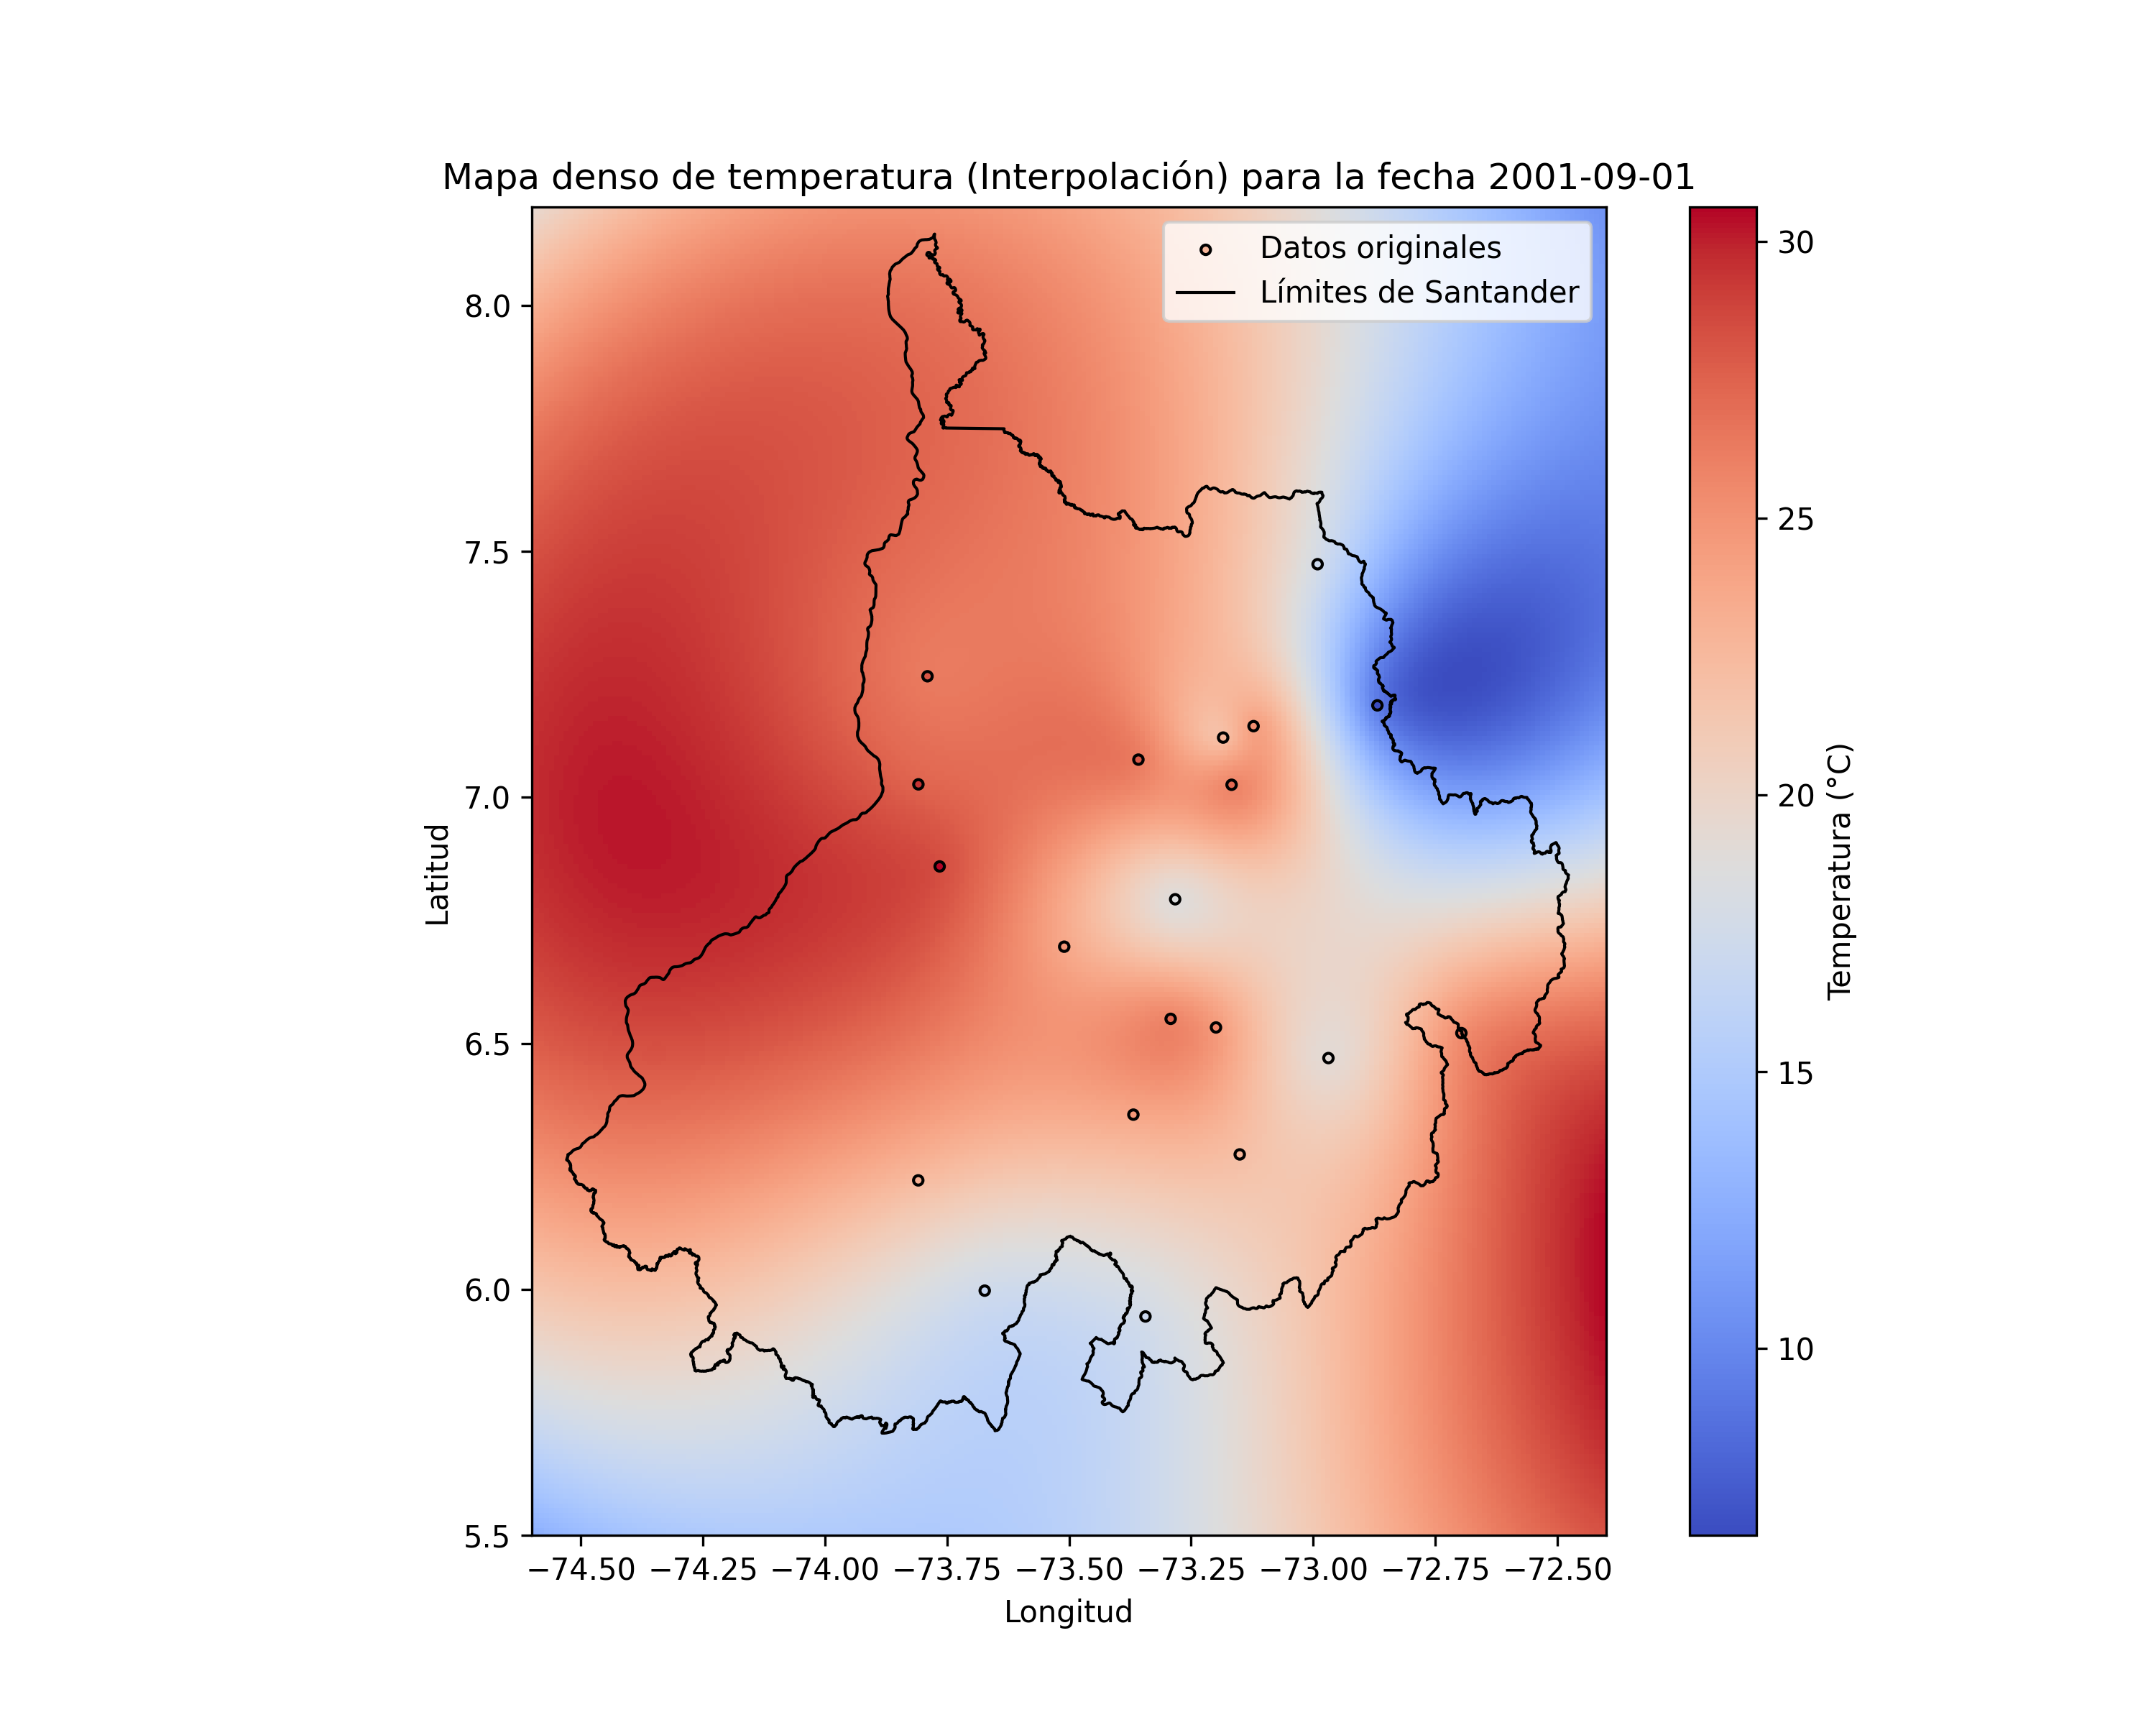 Mapa denso de temperatura (Interpolación) para la fecha 2001-09-01
Datos originales
Límites de Santander
8.0
7.5
7.0
6.5
6.0
5.5
Latitud
−74.50 −74.25 −74.00 −73.75 −73.50 −73.25 −73.00 −72.75 −72.50
Longitud
30
25
20
15
10
Temperatura (°C)